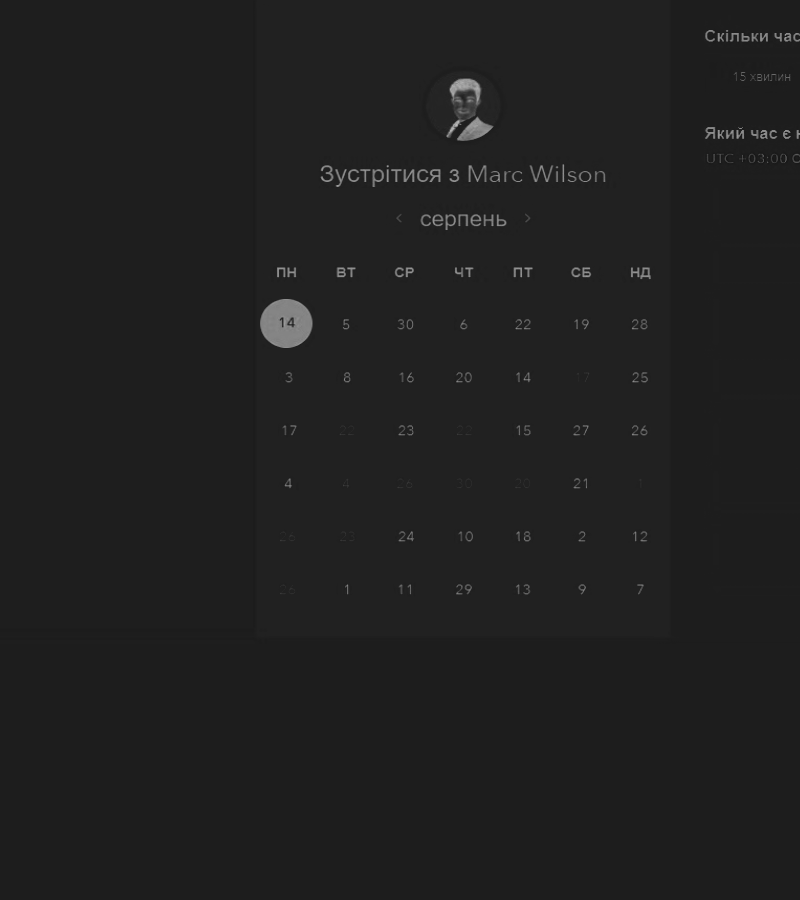 Скільки час
15 хвилин
Який час є н
UTC +03:00 О
Зустрітися з Marc Wilson
серпень
ПН ВТ СР ЧТ ПТ СБ НД
14 5 30 6 22 19 28
3 8 16 20 14 17 25
17 22 23 22 15 27 26
4 4 26 30 20 21 1
26 23 24 10 18 2 12
26 1 11 29 13 9 7